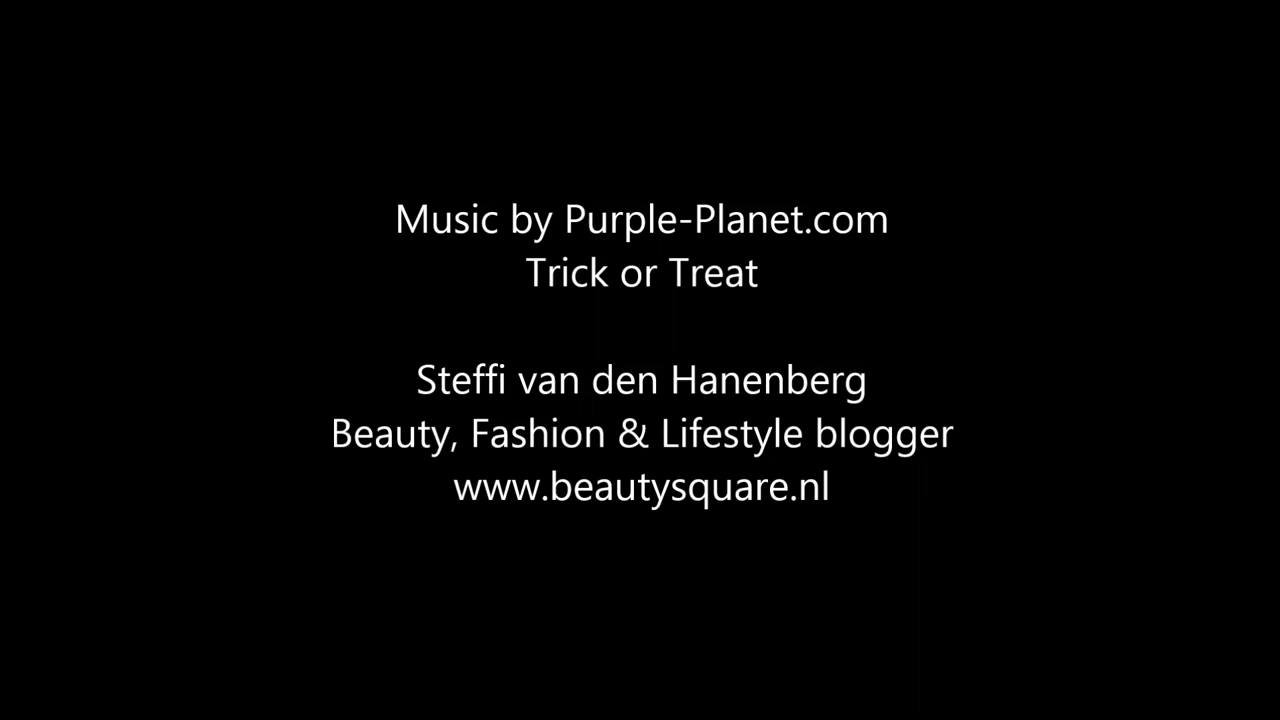 Music by Purple-Planet.com
Trick or Treat
Steffi van den Hanenberg
Beauty, Fashion & Lifestyle blogger
www.beautysquare.nl